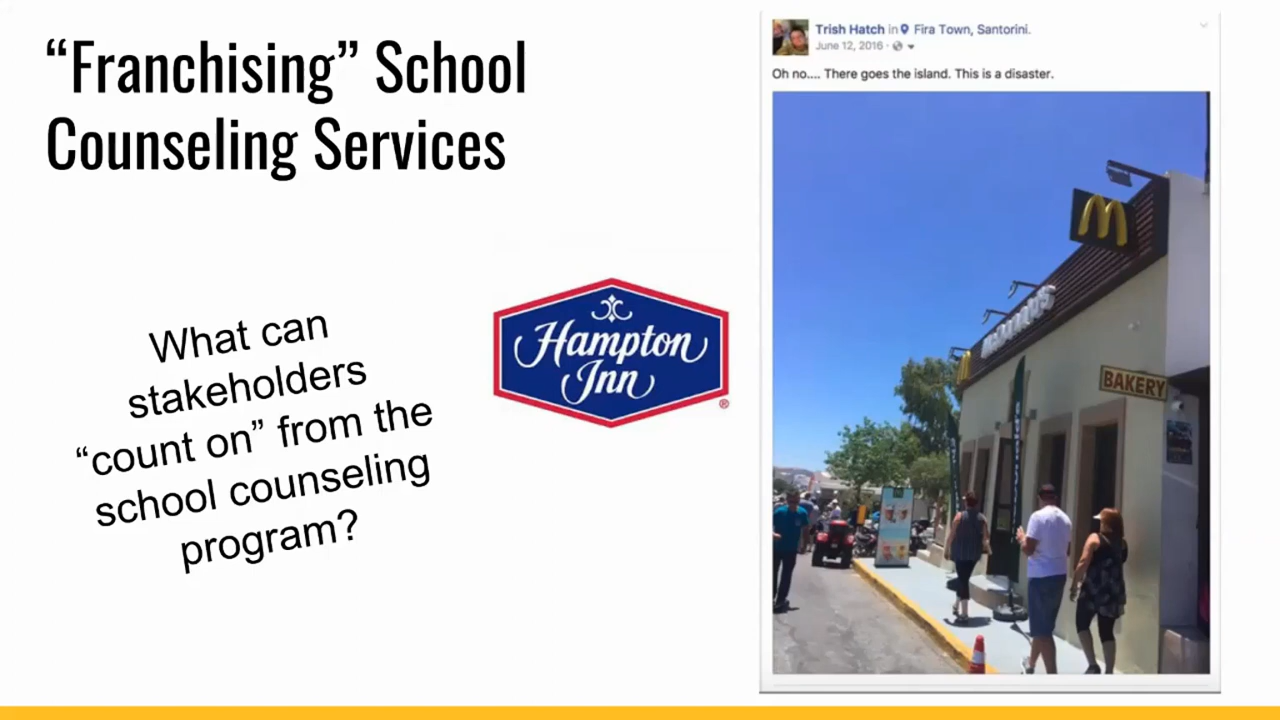 “Franchising” School
Counseling Services
What can
stakeholders
“count on” from the
school counseling
program?
Hampton
Inn
®
Trish Hatch in Fira Town, Santorini.
June 12, 2016 ·
Oh no.... There goes the island. This is a disaster.
M
McDonald's
BAKERY